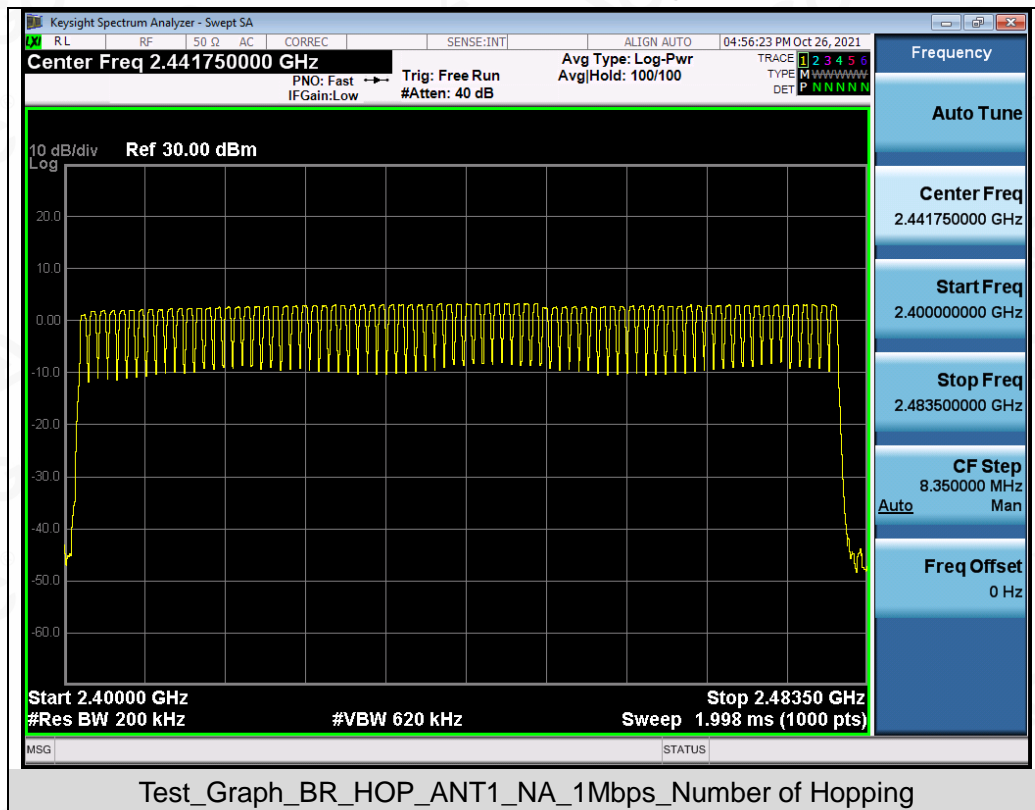 Keysight Spectrum Analyzer - Swept SA
LXI RL RF 50 Ω AC CORREC SENSE:INT ALIGN AUTO 04:56:23 PM Oct 26, 2021
Center Freq 2.441750000 GHz
PNO: Fast
IFGain:Low
Trig: Free Run
#Atten: 40 dB
Avg Type: Log-Pwr
Avg|Hold: 100/100
TRACE 1 2 3 4 5 6
TYPE M WWWWW
DET P N N N N N
10 dB/div Ref 30.00 dBm
Log
20.0
10.0
0.00
-10.0
-20.0
-30.0
-40.0
-50.0
-60.0
Start 2.40000 GHz Stop 2.48350 GHz
#Res BW 200 kHz #VBW 620 kHz Sweep 1.998 ms (1000 pts)
MSG STATUS
Frequency
Auto Tune
Center Freq
2.441750000 GHz
Start Freq
2.400000000 GHz
Stop Freq
2.483500000 GHz
CF Step
8.350000 MHz
Auto Man
Freq Offset
0 Hz
Test_Graph_BR_HOP_ANT1_NA_1Mbps_Number of Hopping